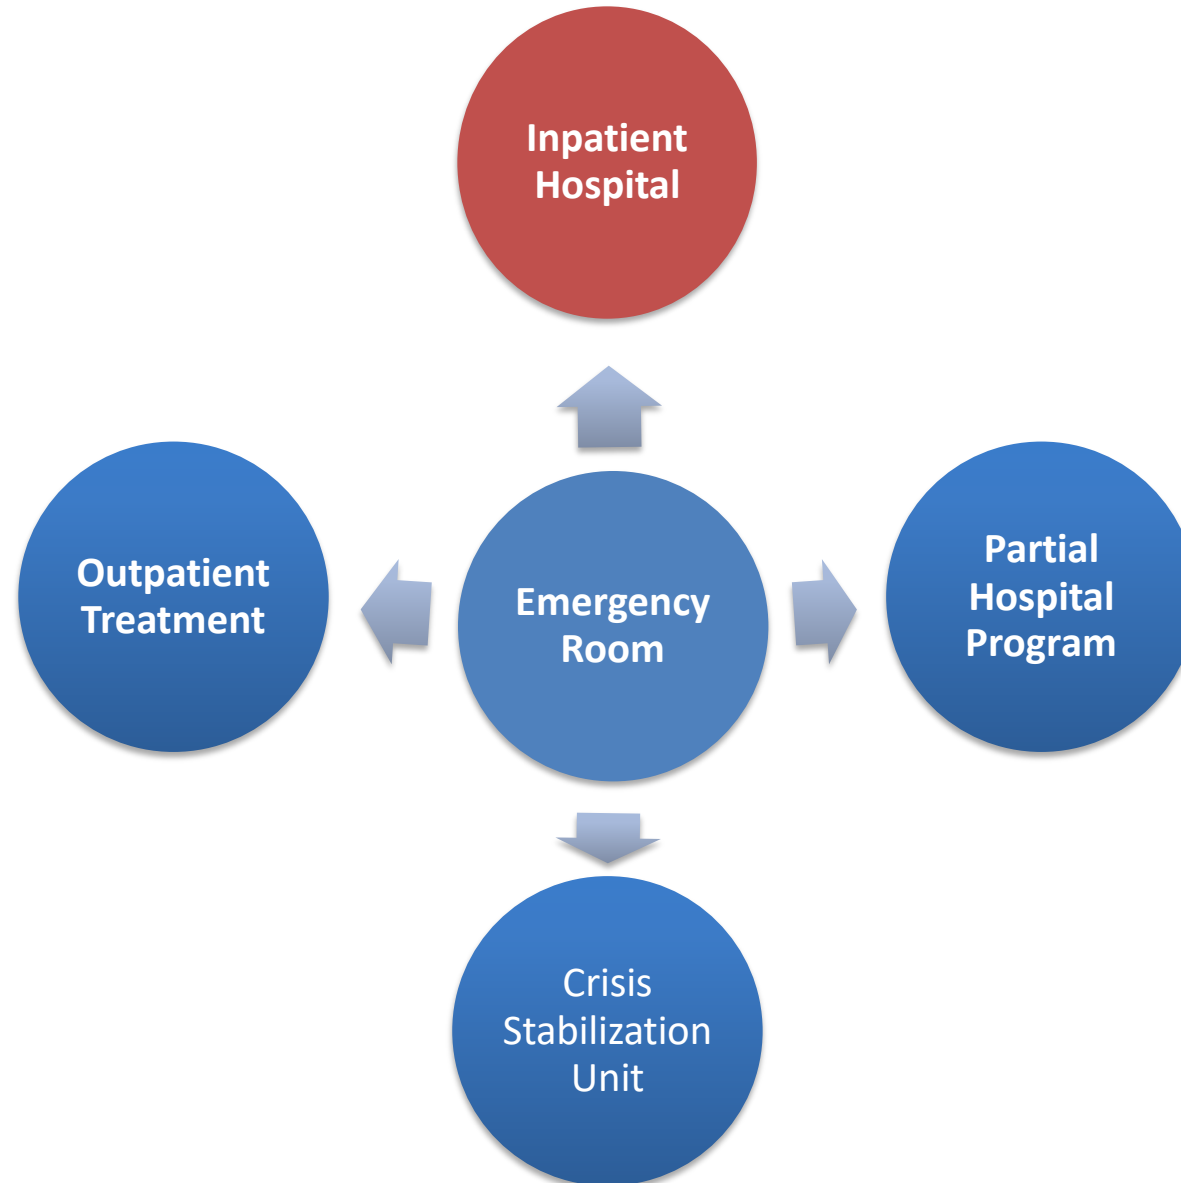 Inpatient
Hospital
Outpatient
Treatment
Emergency
Room
Partial
Hospital
Program
Crisis
Stabilization
Unit